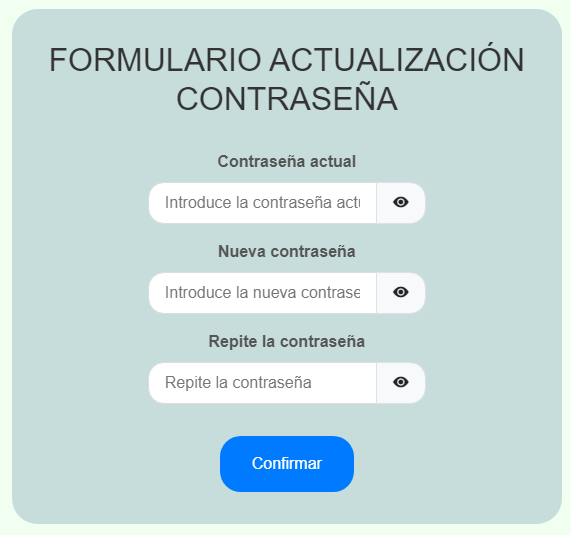 FORMULARIO ACTUALIZACIÓN
CONTRASEÑA
Contraseña actual
Introduce la contraseña actu
Nueva contraseña
Introduce la nueva contrase
Repite la contraseña
Repite la contraseña
Confirmar